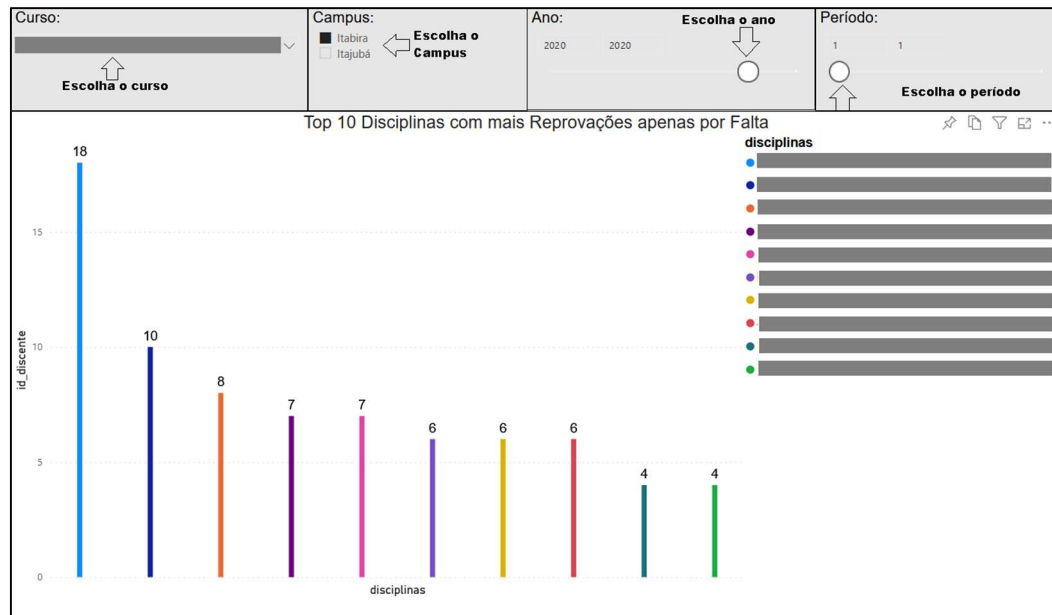 Curso:
Escolha o curso
Campus:
Itabira
Itajubá
Escolha o
Campus
Ano:
Escolha o ano
2020 2020
Período:
1 1
Escolha o período
Top 10 Disciplinas com mais Reprovações apenas por Falta
disciplinas
id_discente
15
10
5
0
18
10
8
7
7
6
6
6
4
4
disciplinas